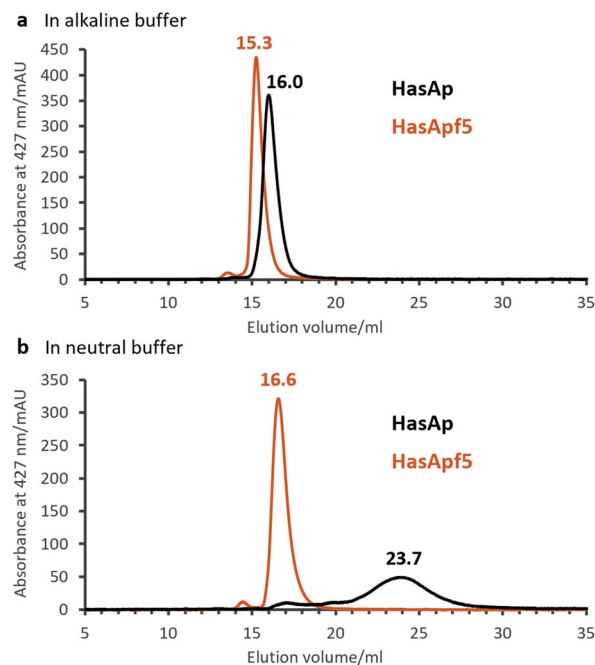 a In alkaline buffer
15.3
16.0
HasAp
HasApf5
Absorbance at 427 nm/mAU
450
400
350
300
250
200
150
100
50
0
5 10 15 20 25 30 35
Elution volume/ml
b In neutral buffer
16.6
HasAp
HasApf5
23.7
Absorbance at 427 nm/mAU
350
300
250
200
150
100
50
0
5 10 15 20 25 30 35
Elution volume/ml